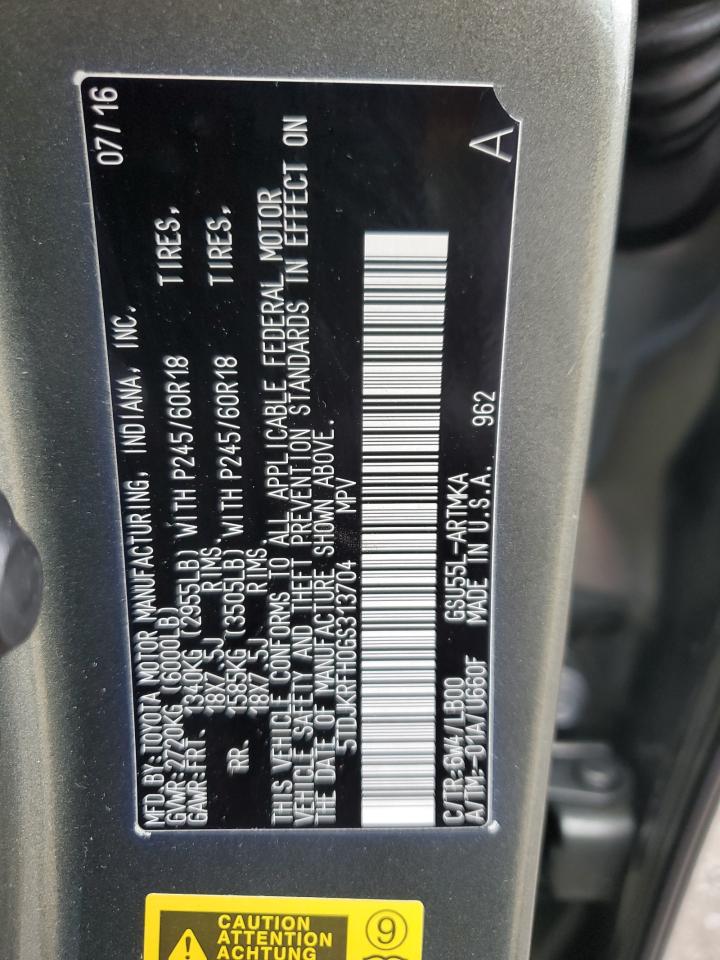 MFD.BY:TOYOTA MOTOR MANUFACTURING, INDIANA, INC. 07/16
GVWR:2720KG (6000LB)
GAWR:FRT. 1340KG (2955LB) WITH P245/60R18 TIRES,
18X7.5J RIMS.
RR. 1585KG (3505LB) WITH P245/60R18 TIRES,
18X7.5J RIMS.
THIS VEHICLE CONFORMS TO ALL APPLICABLE FEDERAL MOTOR
VEHICLE SAFETY AND THEFT PREVENTION STANDARDS IN EFFECT ON
THE DATE OF MANUFACTURE SHOWN ABOVE.
5TDJKRFH0GS313704 MPV
C/TR:6W4/LB00 GSU55L-ARTMKA
A/TM:-01A/U660F MADE IN U.S.A. 962 A
CAUTION
ATTENTION
ACHTUNG
9